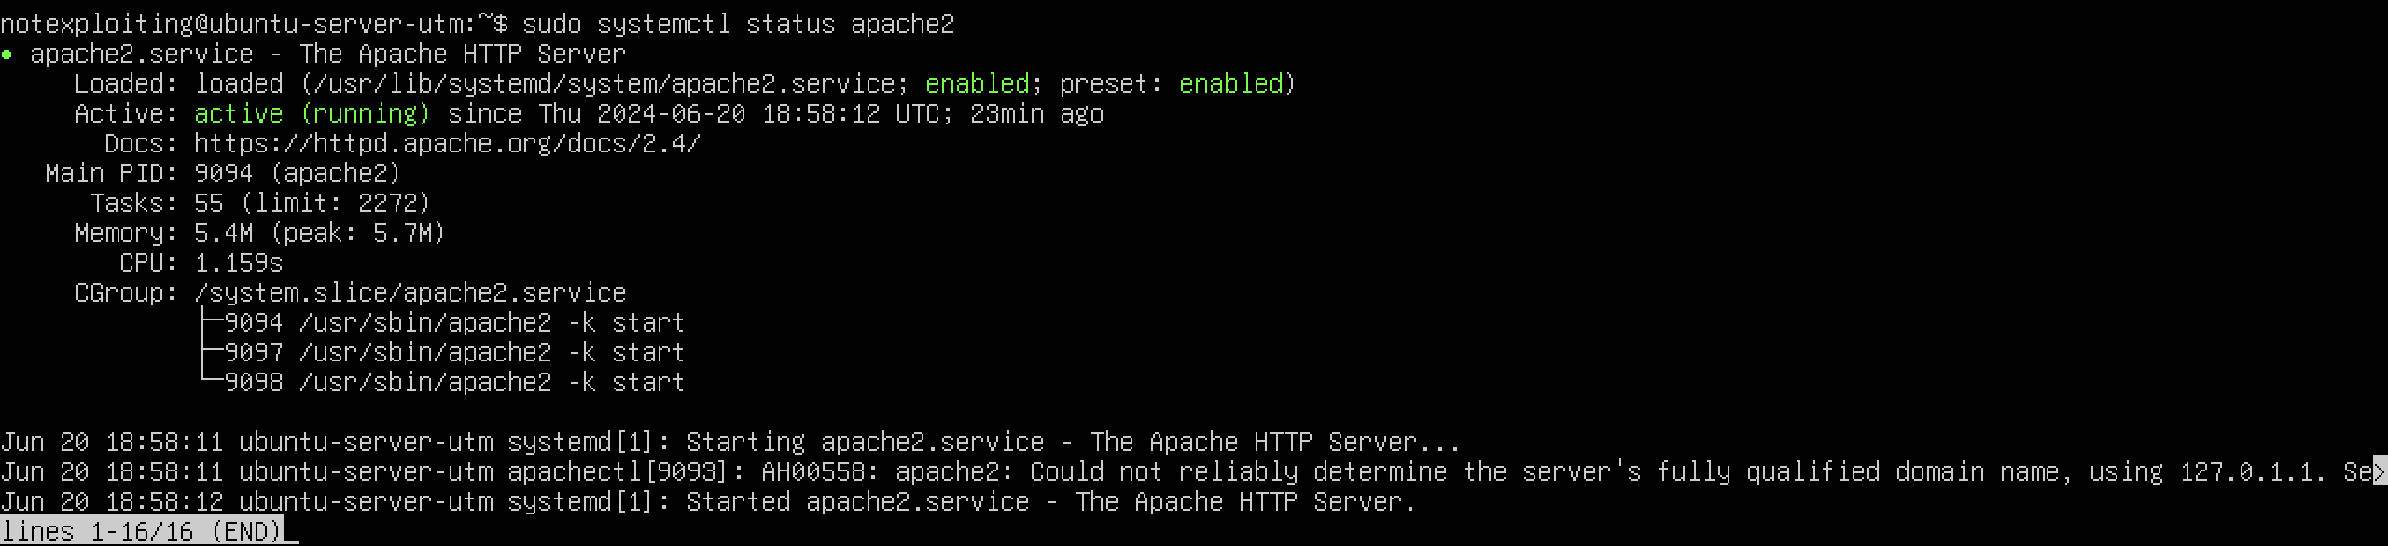 notexploiting@ubuntu-server-utm:~$ sudo systemctl status apache2
● apache2.service - The Apache HTTP Server
     Loaded: loaded (/usr/lib/systemd/system/apache2.service; enabled; preset: enabled)
     Active: active (running) since Thu 2024-06-20 18:58:12 UTC; 23min ago
       Docs: https://httpd.apache.org/docs/2.4/
   Main PID: 9094 (apache2)
      Tasks: 55 (limit: 2272)
     Memory: 5.4M (peak: 5.7M)
        CPU: 1.159s
     CGroup: /system.slice/apache2.service
             ├─9094 /usr/sbin/apache2 -k start
             ├─9097 /usr/sbin/apache2 -k start
             └─9098 /usr/sbin/apache2 -k start

Jun 20 18:58:11 ubuntu-server-utm systemd[1]: Starting apache2.service - The Apache HTTP Server...
Jun 20 18:58:11 ubuntu-server-utm apachectl[9093]: AH00558: apache2: Could not reliably determine the server's fully qualified domain name, using 127.0.1.1. Se>
Jun 20 18:58:12 ubuntu-server-utm systemd[1]: Started apache2.service - The Apache HTTP Server.
lines 1-16/16 (END)